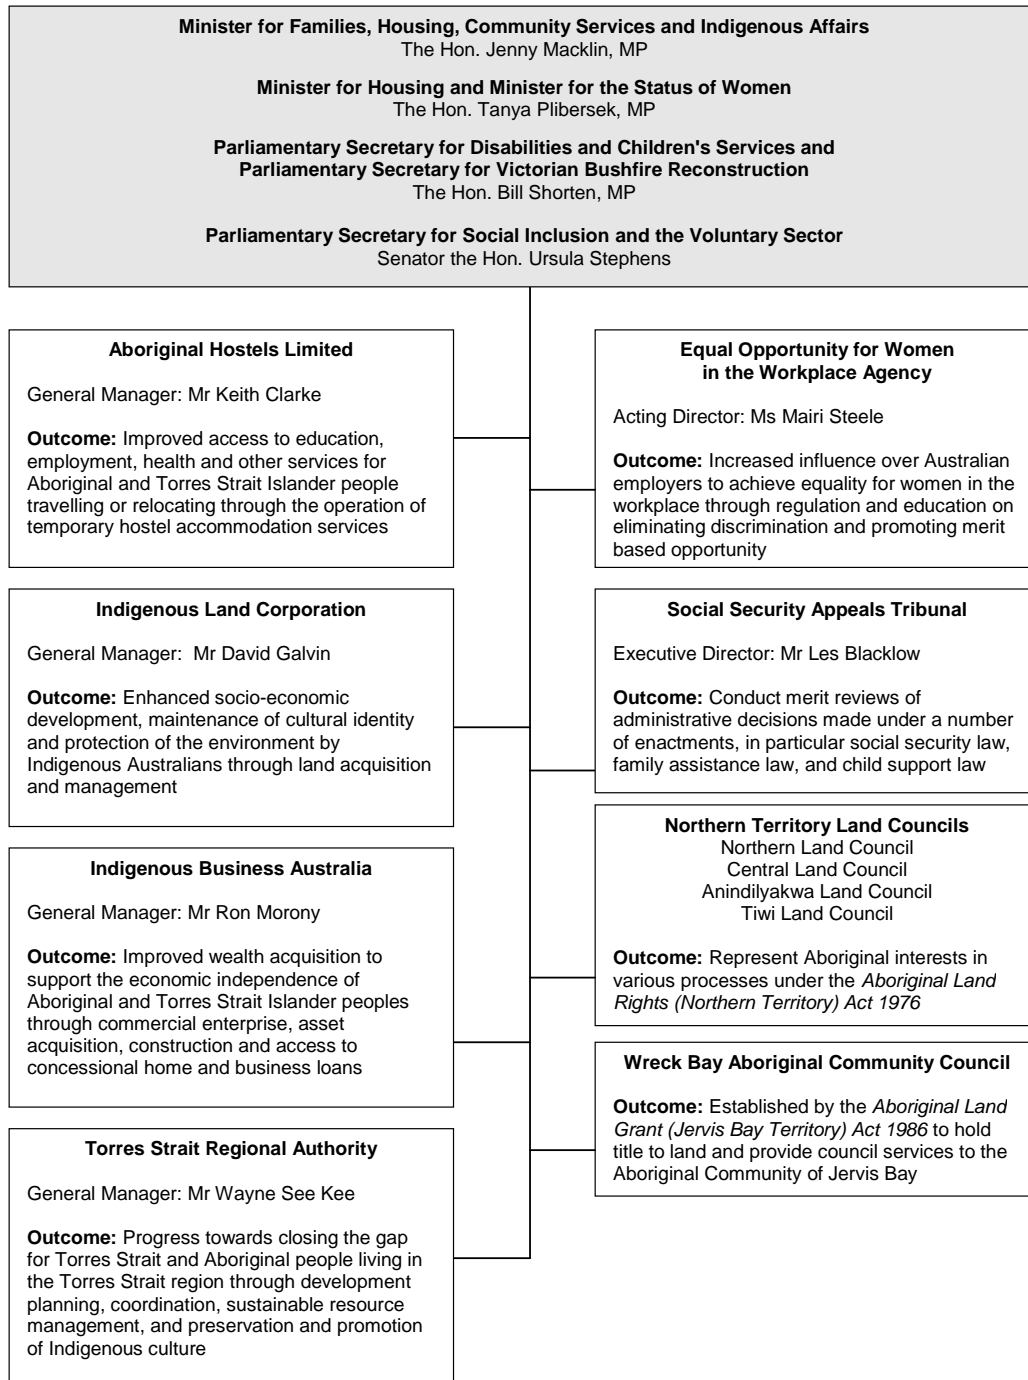 Minister for Families, Housing, Community Services and Indigenous Affairs
The Hon. Jenny Macklin, MP
Minister for Housing and Minister for the Status of Women
The Hon. Tanya Plibersek, MP
Parliamentary Secretary for Disabilities and Children's Services and
Parliamentary Secretary for Victorian Bushfire Reconstruction
The Hon. Bill Shorten, MP
Parliamentary Secretary for Social Inclusion and the Voluntary Sector
Senator the Hon. Ursula Stephens
Aboriginal Hostels Limited
General Manager: Mr Keith Clarke
Outcome: Improved access to education,
employment, health and other services for
Aboriginal and Torres Strait Islander people
travelling or relocating through the operation of
temporary hostel accommodation services
Equal Opportunity for Women
in the Workplace Agency
Acting Director: Ms Mairi Steele
Outcome: Increased influence over Australian
employers to achieve equality for women in the
workplace through regulation and education on
eliminating discrimination and promoting merit
based opportunity
Indigenous Land Corporation
General Manager:  Mr David Galvin
Outcome: Enhanced socio-economic
development, maintenance of cultural identity
and protection of the environment by
Indigenous Australians through land acquisition
and management
Social Security Appeals Tribunal
Executive Director: Mr Les Blacklow
Outcome: Conduct merit reviews of
administrative decisions made under a number
of enactments, in particular social security law,
family assistance law, and child support law
Indigenous Business Australia
General Manager: Mr Ron Morony
Outcome: Improved wealth acquisition to
support the economic independence of
Aboriginal and Torres Strait Islander peoples
through commercial enterprise, asset
acquisition, construction and access to
concessional home and business loans
Northern Territory Land Councils
Northern Land Council
Central Land Council
Anindilyakwa Land Council
Tiwi Land Council
Outcome: Represent Aboriginal interests in
various processes under the Aboriginal Land
Rights (Northern Territory) Act 1976
Wreck Bay Aboriginal Community Council
Outcome: Established by the Aboriginal Land
Grant (Jervis Bay Territory) Act 1986 to hold
title to land and provide council services to the
Aboriginal Community of Jervis Bay
Torres Strait Regional Authority
General Manager: Mr Wayne See Kee
Outcome: Progress towards closing the gap
for Torres Strait and Aboriginal people living in
the Torres Strait region through development
planning, coordination, sustainable resource
management, and preservation and promotion
of Indigenous culture